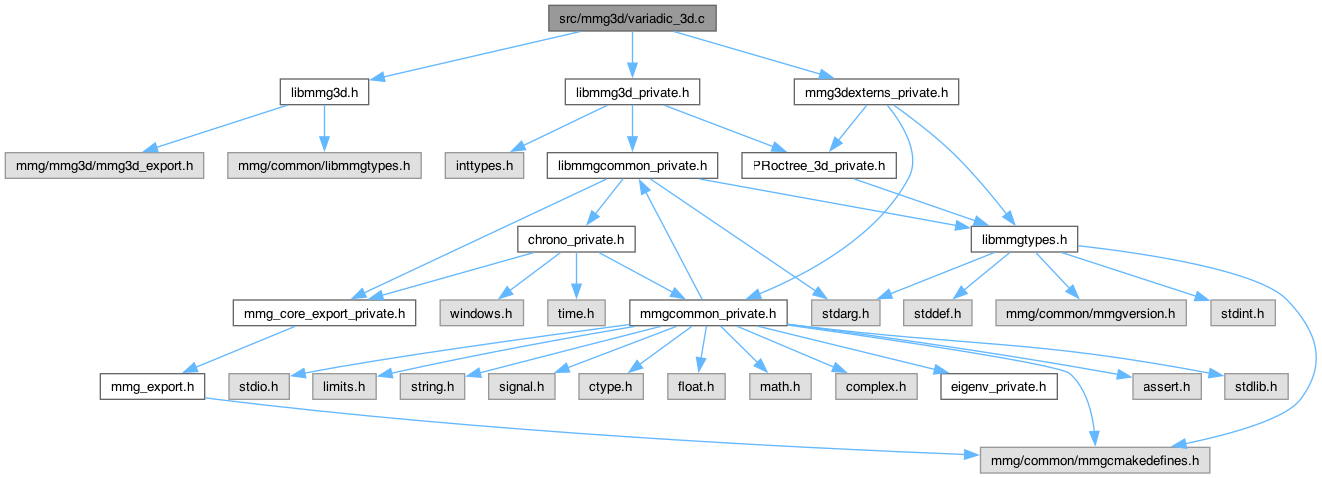 src/mmg3d/variadic_3d.c
libmmg3d.h
libmmg3d_private.h
mmg3dexterns_private.h
mmg/mmg3d/mmg3d_export.h
mmg/common/libmmgtypes.h
inttypes.h
libmmgcommon_private.h
PRoctree_3d_private.h
chrono_private.h
libmmgtypes.h
mmg_core_export_private.h
windows.h
time.h
mmgcommon_private.h
stdarg.h
stddef.h
mmg/common/mmgversion.h
stdint.h
mmg_export.h
stdio.h
limits.h
string.h
signal.h
ctype.h
float.h
math.h
complex.h
eigenv_private.h
assert.h
stdlib.h
mmg/common/mmgcmakedefines.h